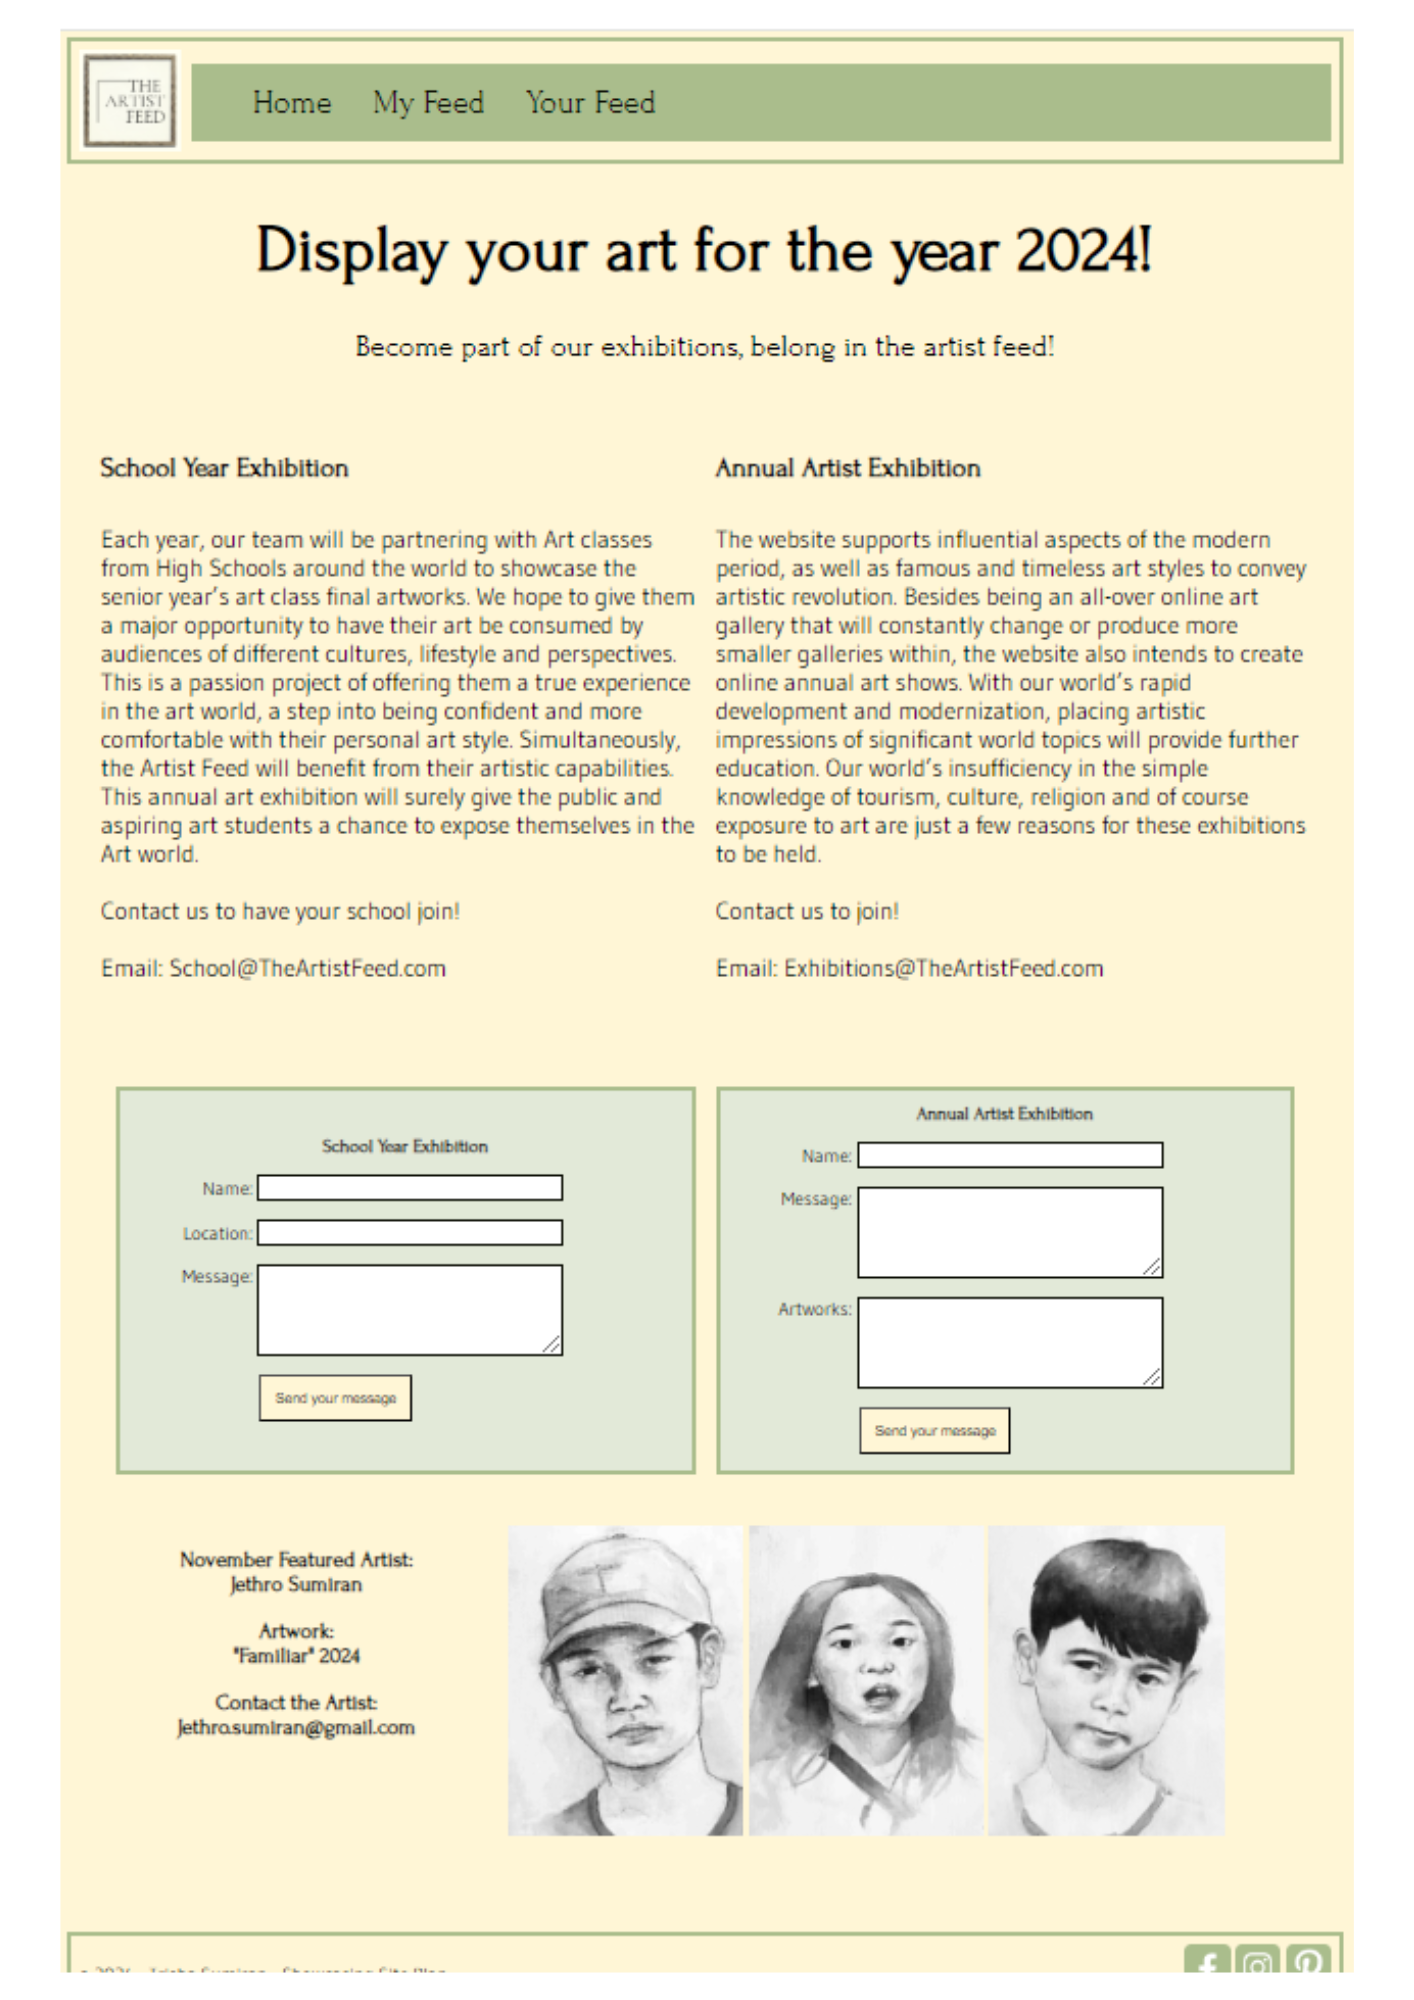 THE
ARTIST
FEED
Home My Feed Your Feed
Display your art for the year 2024!
Become part of our exhibitions, belong in the artist feed!
School Year Exhibition
Each year, our team will be partnering with Art classes
from High Schools around the world to showcase the
senior year’s art class final artworks. We hope to give them
a major opportunity to have their art be consumed by
audiences of different cultures, lifestyle and perspectives.
This is a passion project of offering them a true experience
in the art world, a step into being confident and more
comfortable with their personal art style. Simultaneously,
the Artist Feed will benefit from their artistic capabilities.
This annual art exhibition will surely give the public and
aspiring art students a chance to expose themselves in the
Art world.
Contact us to have your school join!
Email: School@TheArtistFeed.com
Annual Artist Exhibition
The website supports influential aspects of the modern
period, as well as famous and timeless art styles to convey
artistic revolution. Besides being an all-over online art
gallery that will constantly change or produce more
smaller galleries within, the website also intends to create
online annual art shows. With our world’s rapid
development and modernization, placing artistic
impressions of significant world topics will provide further
education. Our world’s insufficiency in the simple
knowledge of tourism, culture, religion and of course
exposure to art are just a few reasons for these exhibitions
to be held.
Contact us to join!
Email: Exhibitions@TheArtistFeed.com
School Year Exhibition
Name:
Location:
Message:
Send your message
Annual Artist Exhibition
Name:
Message:
Artworks:
Send your message
November Featured Artist:
Jethro Sumiran
Artwork:
"Familiar" 2024
Contact the Artist:
Jethro.sumiran@gmail.com